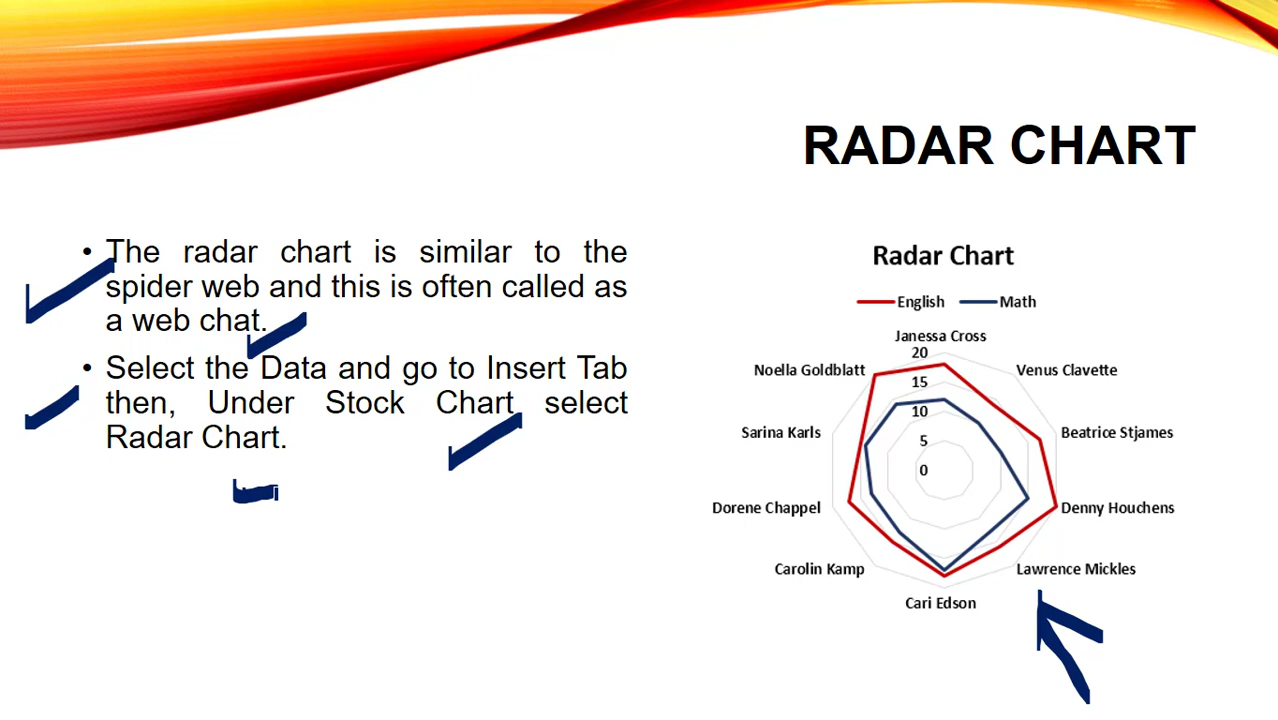 RADAR CHART
• The radar chart is similar to the
spider web and this is often called as
a web chat.
• Select the Data and go to Insert Tab
then, Under Stock Chart select
Radar Chart.
Radar Chart
English Math
Janessa Cross
20
Noella Goldblatt
Venus Clavette
15
10
Sarina Karls
Beatrice Stjames
5
0
Dorene Chappel
Denny Houchens
Carolin Kamp
Lawrence Mickles
Cari Edson